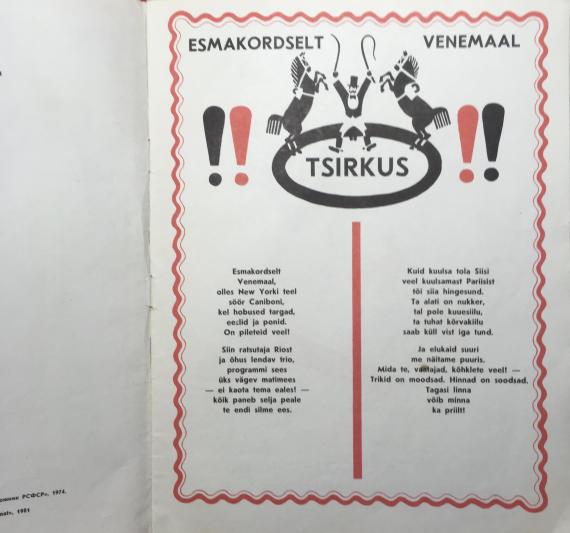 ESMAKORDSELT VENEMAAL
TSIRKUS
Esmakordselt
Venemaal,
olles New Yorki teel
söör Caniboni,
kel hobused targad,
eeslid ja ponid.
On pileteid veel!
Siin ratsutaja Riost
ja õhus lendav trio,
programmi sees
üks vägev matimees
— ei kaota tema eales! —
kõik paneb selja peale
te endi silme ees.
Kuid kuulsa tola Siisi
veel kuulsamast Pariisist
tõi siia hingesund.
Ta alati on nukker,
tal pole kuuesiilu,
ta tuhat kõrvakiilu
saab küll vist iga tund.
Ja elukaid suuri
me näitame puuris,
Mida te, vaatajad, kõhklete veel! —
Trikid on moodsad. Hinnad on soodsad.
Tagasi linna
võib minna
ka priilt!
РСФСР», 1974.
1981